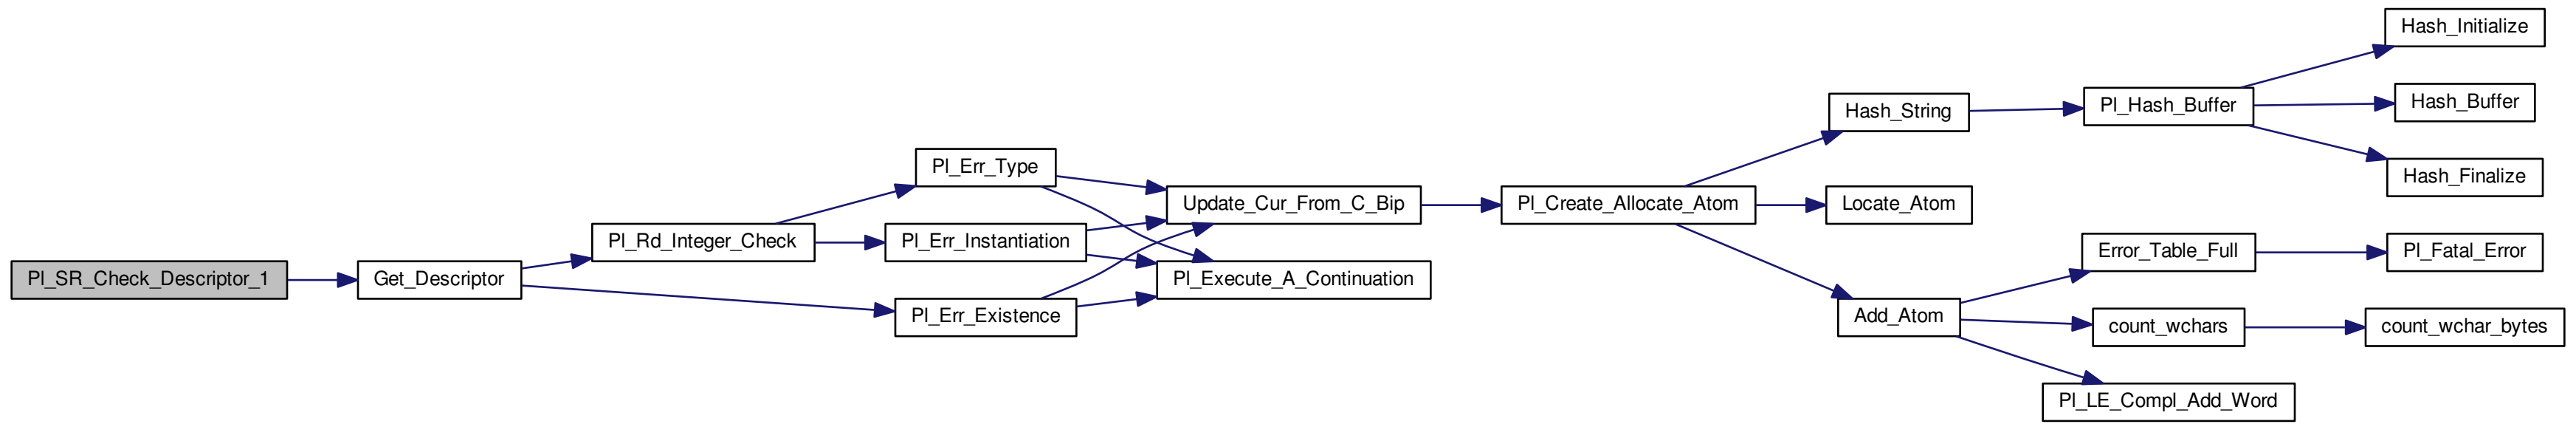 Pl_SR_Check_Descriptor_1
Get_Descriptor
Pl_Rd_Integer_Check
Pl_Err_Type
Pl_Err_Instantiation
Pl_Err_Existence
Update_Cur_From_C_Bip
Pl_Execute_A_Continuation
Pl_Create_Allocate_Atom
Hash_String
Locate_Atom
Add_Atom
Pl_Hash_Buffer
Error_Table_Full
count_wchars
Pl_LE_Compl_Add_Word
Hash_Initialize
Hash_Buffer
Hash_Finalize
Pl_Fatal_Error
count_wchar_bytes